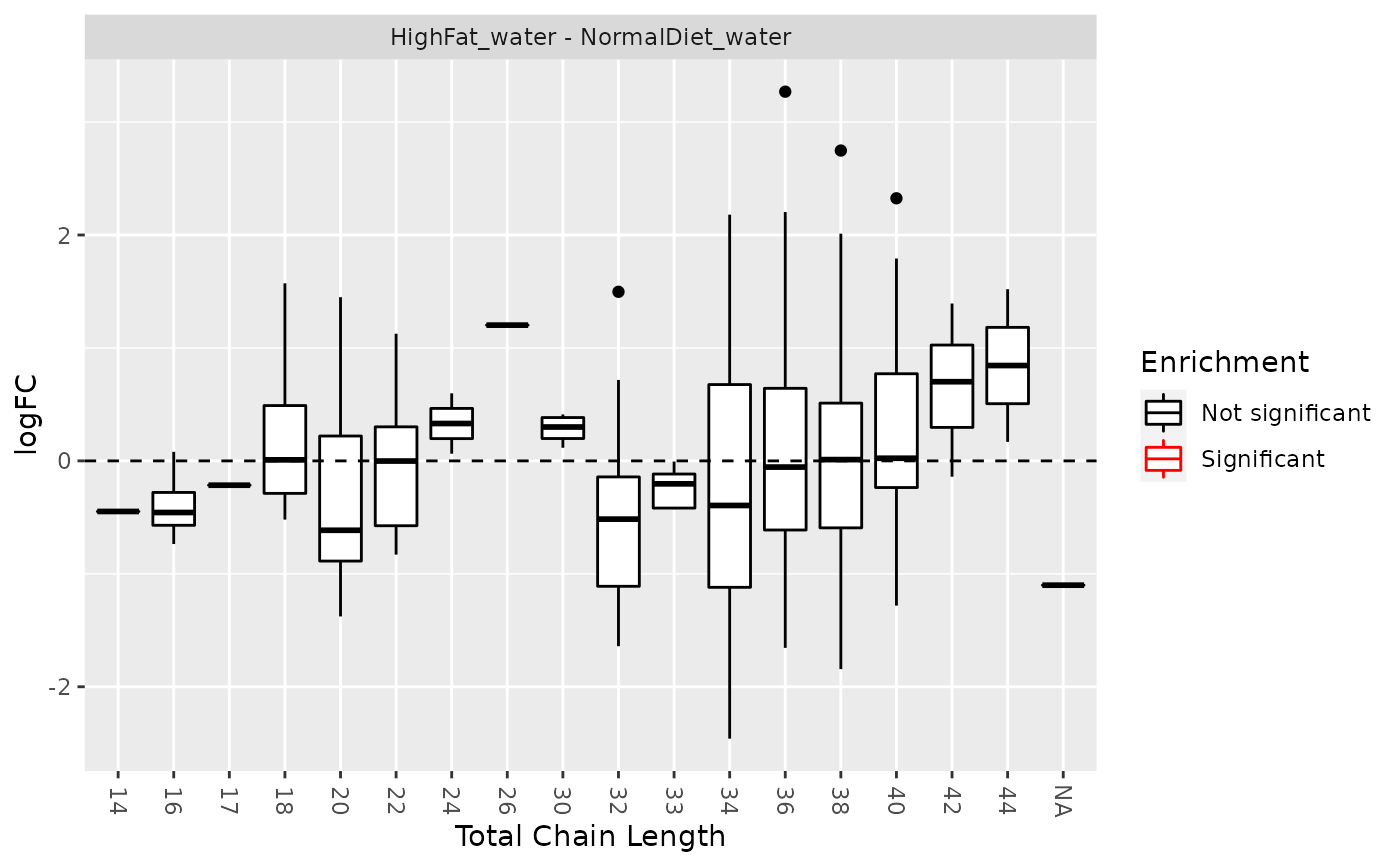 HighFat_water - NormalDiet_water
logFC
2
0
-2
14 16 17 18 20 22 24 26 30 32 33 34 36 38 40 42 44 NA
Total Chain Length
Enrichment
Not significant
Significant